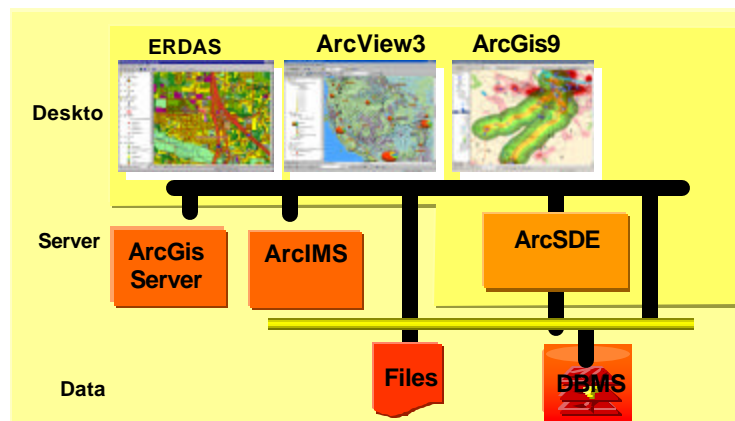 ERDAS
ArcView3
ArcGis9
Deskto
Server
ArcGis
Server
ArcIMS
ArcSDE
Files
DBMS
Data